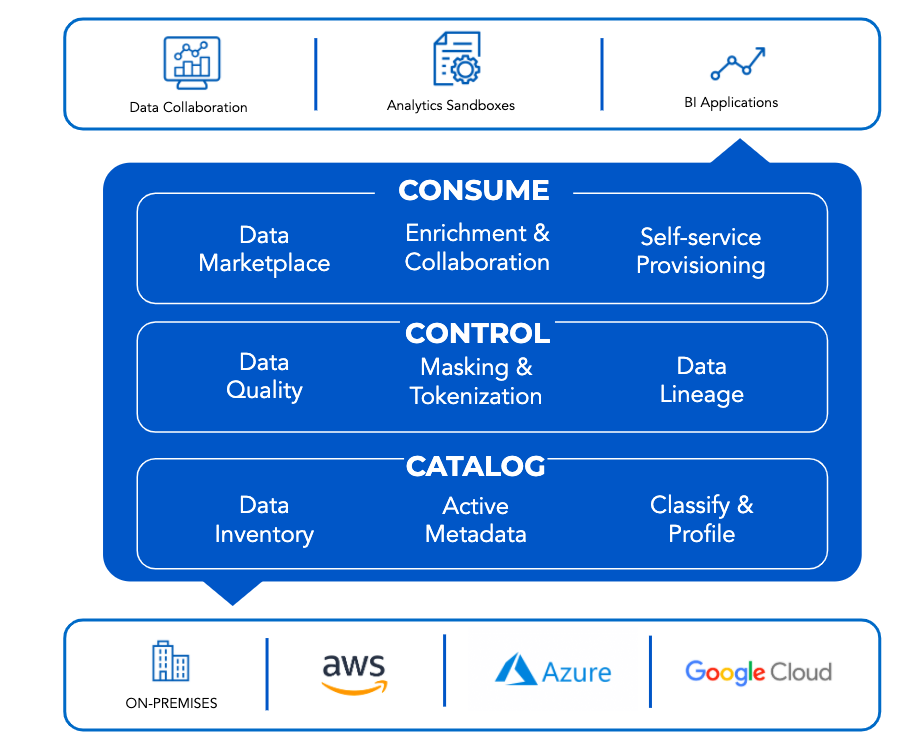 Data Collaboration
Analytics Sandboxes
BI Applications
CONSUME
Data
Marketplace
Enrichment &
Collaboration
Self-service
Provisioning
CONTROL
Data
Quality
Masking &
Tokenization
Data
Lineage
CATALOG
Data
Inventory
Active
Metadata
Classify &
Profile
ON-PREMISES
aws
Azure
Google Cloud